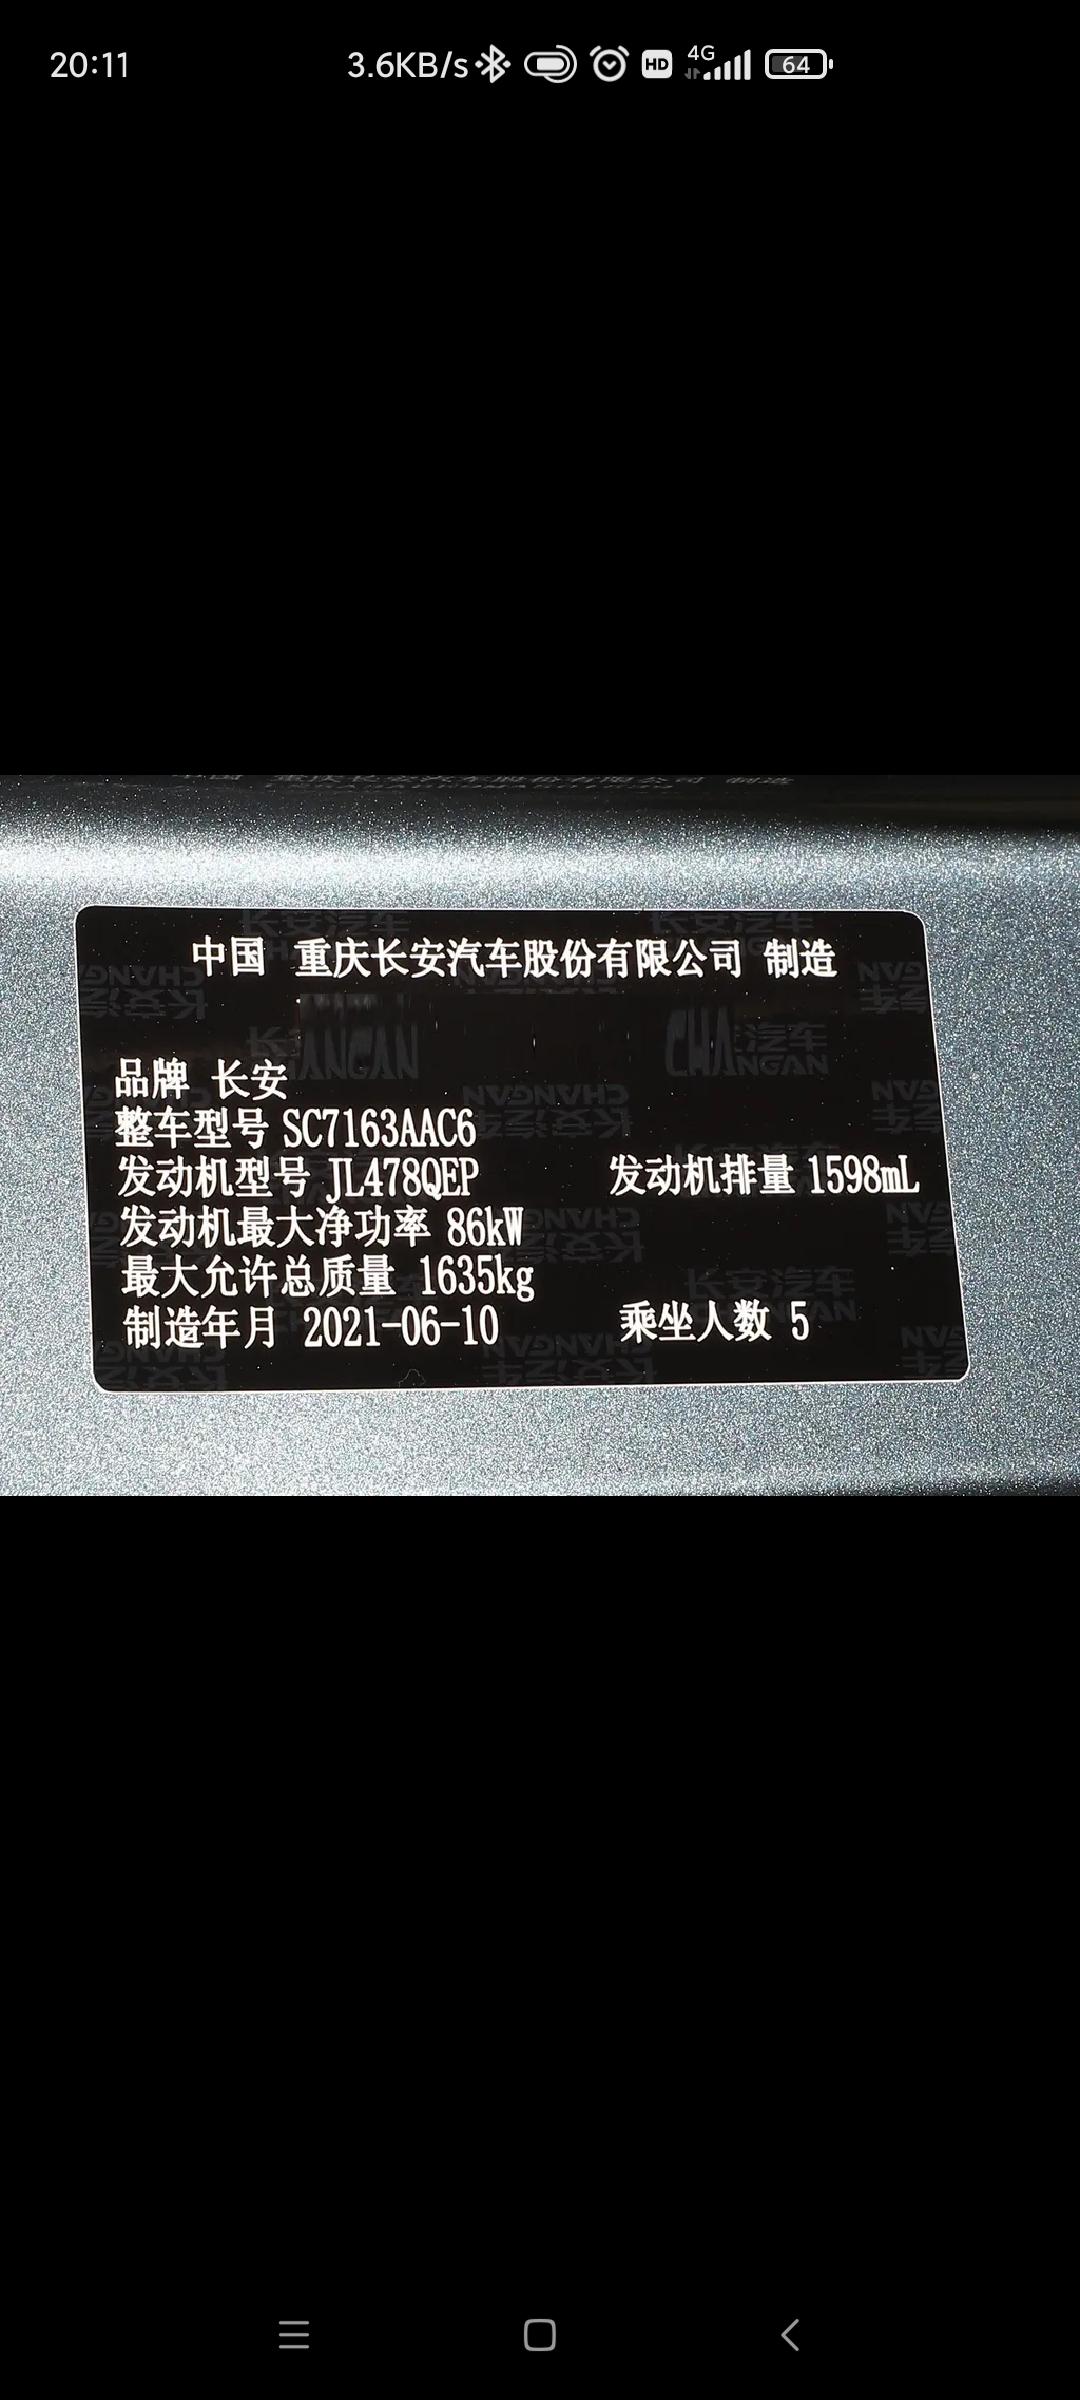 20:11 3.6KB/s HD 4G 64
中国 重庆长安汽车股份有限公司 制造
品牌 长安
整车型号 SC7163AAC6
发动机型号 JL478QEP 发动机排量 1598mL
发动机最大净功率 86kW
最大允许总质量 1635kg
制造年月 2021-06-10 乘坐人数 5